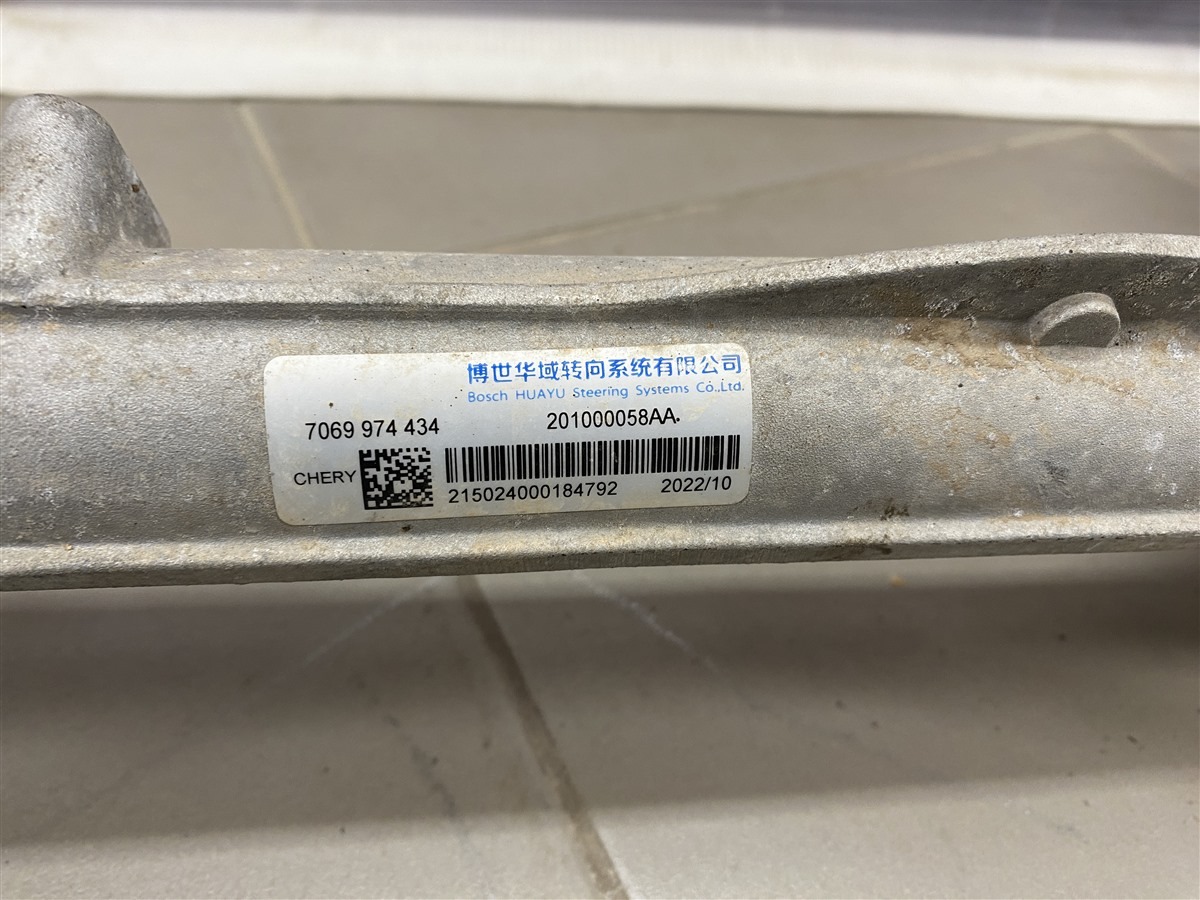 博世华域转向系统有限公司
Bosch HUAYU Steering Systems Co.,Ltd.
7069 974 434 201000058AA.
CHERY
215024000184792 2022/10